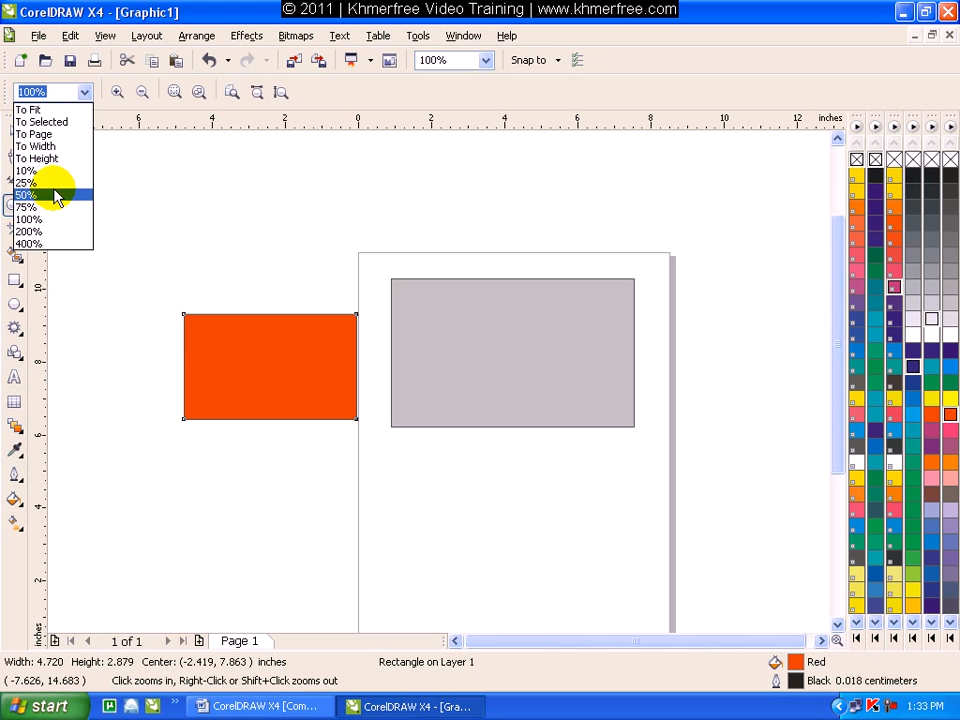 CorelDRAW X4 - [Graphic1]
© 2011 | Khmerfree Video Training | www.khmerfree.com
File Edit View Layout Arrange Effects Bitmaps Text Table Tools Window Help
100% Snap to
100%
To Fit
To Selected
To Page
To Width
To Height
10%
25%
50%
75%
100%
200%
400%
6 4 2 0 2 4 6 8 10 12 inches
10
8
6
4
2
inches
1 of 1 Page 1
Width: 4.720 Height: 2.879 Center: (-2.419, 7.863 ) inches Rectangle on Layer 1 Red
(-7.626, 14.683 ) Click zooms in, Right-Click or Shift+Click zooms out Black 0.018 centimeters
start CorelDRAW X4 [Com... CorelDRAW X4 - [Gra... 1:33 PM